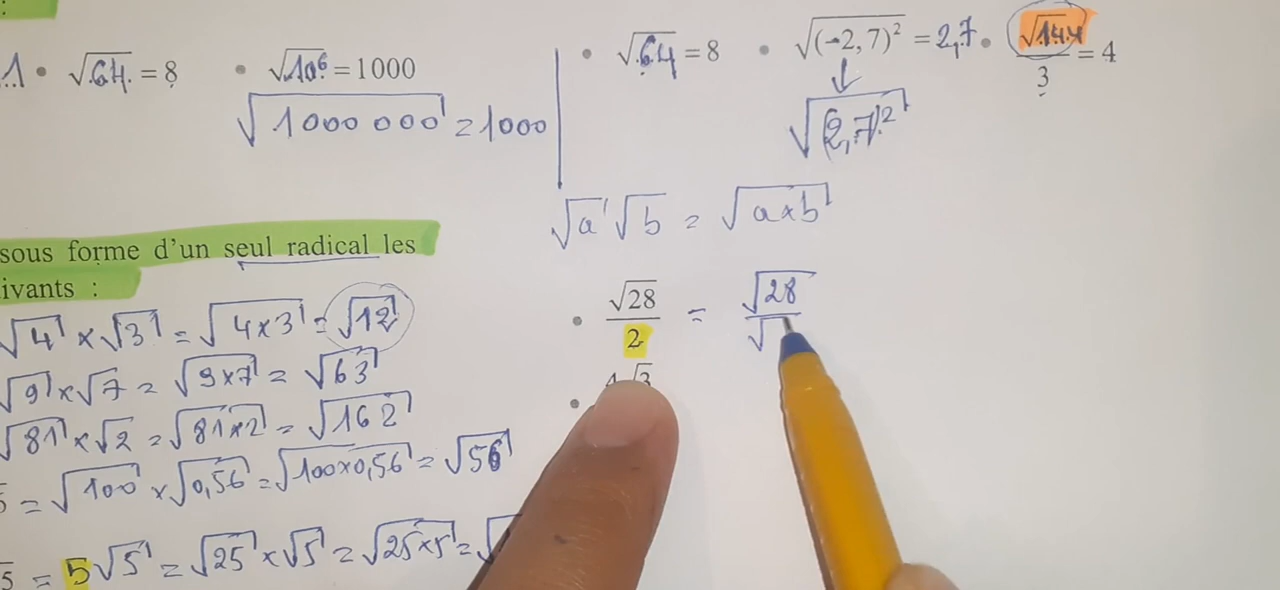 :
1 • √64 = 8 • √10⁶ = 1000
√1000 000 = 1000
• √64 = 8 • √(-2,7)² = 2,7 • √144/3 = 4
√(2,7)²
√a √b = √a×b
sous forme d'un seul radical les
ivants :
√4 × √3 = √4×3 = √12
√9 × √7 = √9×7 = √63
√81 × √2 = √81×2 = √162
= √100 × √0,56 = √100×0,56 = √56
5 = 5√5 = √25 × √5 = √25×5 = √
• √28/2 = √28/√
• 4√3